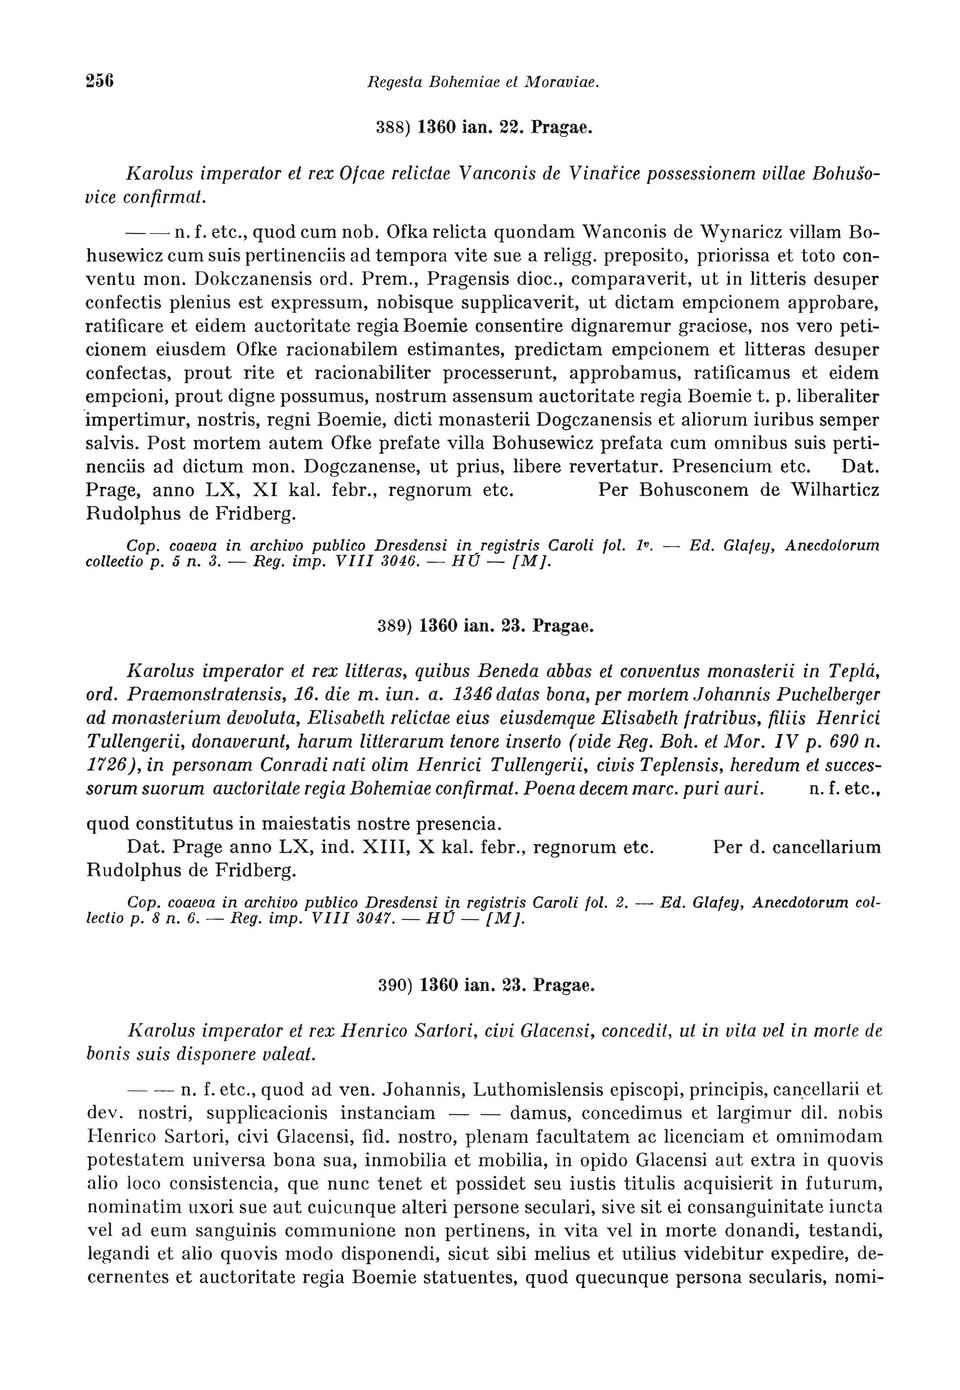 256 Regesta Bohemiae et Moraviae.
388) 1360 ian. 22. Pragae.
Karolus imperator et rex Ofcae relictae Vanconis de Vinařice possessionem villae Bohušo-
vice confirmat.
— — n. f. etc., quod cum nob. Ofka relicta quondam Wanconis de Wynaricz villam Bo-
husewicz cum suis pertinenciis ad tempora vite sue a religg. preposito, priorissa et toto con-
ventu mon. Dokczanensis ord. Prem., Pragensis dioc., comparaverit, ut in litteris desuper
confectis plenius est expressum, nobisque supplicaverit, ut dictam empcionem approbare,
ratificare et eidem auctoritate regia Boemie consentire dignaremur graciose, nos vero peti-
cionem eiusdem Ofke racionabilem estimantes, predictam empcionem et litteras desuper
confectas, prout rite et racionabiliter processerunt, approbamus, ratificamus et eidem
empcioni, prout digne possumus, nostrum assensum auctoritate regia Boemie t. p. liberaliter
impertimur, nostris, regni Boemie, dicti monasterii Dogczanensis et aliorum iuribus semper
salvis. Post mortem autem Ofke prefate villa Bohusewicz prefata cum omnibus suis perti-
nenciis ad dictum mon. Dogczanense, ut prius, libere revertatur. Presencium etc. Dat.
Prage, anno LX, XI kal. febr., regnorum etc. Per Bohusconem de Wilharticz
Rudolphus de Fridberg.
Cop. coaeva in archivo publico Dresdensi in registris Caroli fol. 1v. — Ed. Glafey, Anecdotorum
collectio p. 5 n. 3. — Reg. imp. VIII 3046. — HÚ — [M].
389) 1360 ian. 23. Pragae.
Karolus imperator et rex litteras, quibus Beneda abbas et conventus monasterii in Teplá,
ord. Praemonstratensis, 16. die m. iun. a. 1346 datas bona, per mortem Johannis Puchelberger
ad monasterium devoluta, Elisabeth relictae eius eiusdemque Elisabeth fratribus, filiis Henrici
Tullengerii, donaverunt, harum litterarum tenore inserto (vide Reg. Boh. et Mor. IV p. 690 n.
1726), in personam Conradi nati olim Henrici Tullengerii, civis Teplensis, heredum et succes-
sorum suorum auctoritate regia Bohemiae confirmat. Poena decem marc. puri auri. n. f. etc.,
quod constitutus in maiestatis nostre presencia.
Dat. Prage anno LX, ind. XIII, X kal. febr., regnorum etc. Per d. cancellarium
Rudolphus de Fridberg.
Cop. coaeva in archivo publico Dresdensi in registris Caroli fol. 2. — Ed. Glafey, Anecdotorum col-
lectio p. 8 n. 6. — Reg. imp. VIII 3047. — HÚ — [M].
390) 1360 ian. 23. Pragae.
Karolus imperator et rex Henrico Sartori, civi Glacensi, concedit, ut in vita vel in morte de
bonis suis disponere valeat.
— — n. f. etc., quod ad ven. Johannis, Luthomislensis episcopi, principis, cancellarii et
dev. nostri, supplicacionis instanciam — — damus, concedimus et largimur dil. nobis
Henrico Sartori, civi Glacensi, fid. nostro, plenam facultatem ac licenciam et omnimodam
potestatem universa bona sua, inmobilia et mobilia, in opido Glacensi aut extra in quovis
alio loco consistencia, que nunc tenet et possidet seu iustis titulis acquisierit in futurum,
nominatim uxori sue aut cuicunque alteri persone seculari, sive sit ei consanguinitate iuncta
vel ad eum sanguinis communione non pertinens, in vita vel in morte donandi, testandi,
legandi et alio quovis modo disponendi, sicut sibi melius et utilius videbitur expedire, de-
cernentes et auctoritate regia Boemie statuentes, quod quecunque persona secularis, nomi-